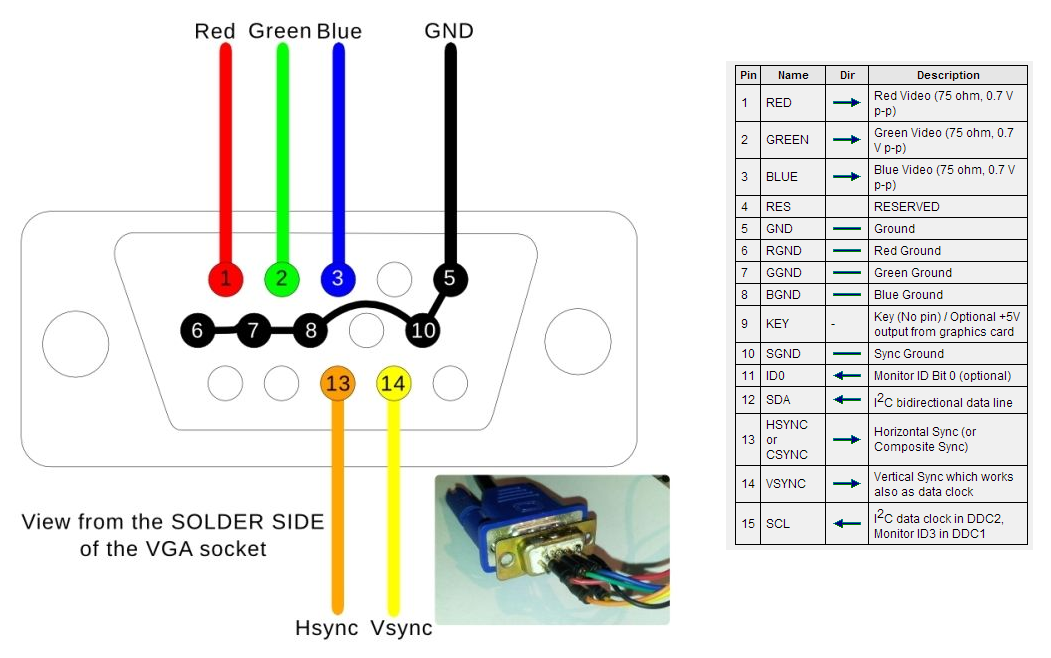 Red Green Blue GND
1 2 3 5
6 7 8 10
13 14
View from the SOLDER SIDE
of the VGA socket
Hsync Vsync
Pin Name Dir Description
1 RED Red Video (75 ohm, 0.7 V
p-p)
2 GREEN Green Video (75 ohm, 0.7
V p-p)
3 BLUE Blue Video (75 ohm, 0.7 V
p-p)
4 RES RESERVED
5 GND Ground
6 RGND Red Ground
7 GGND Green Ground
8 BGND Blue Ground
9 KEY - Key (No pin) / Optional +5V
output from graphics card
10 SGND Sync Ground
11 ID0 Monitor ID Bit 0 (optional)
12 SDA I2C bidirectional data line
13 HSYNC
or
CSYNC
Horizontal Sync (or
Composite Sync)
14 VSYNC Vertical Sync which works
also as data clock
15 SCL I2C data clock in DDC2,
Monitor ID3 in DDC1